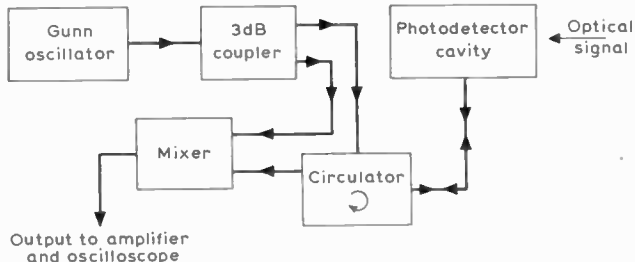 Gunn
oscillator
3dB
coupler
Photodetector
cavity
Optical
signal
Mixer
Circulator
Output to amplifier
and oscilloscope